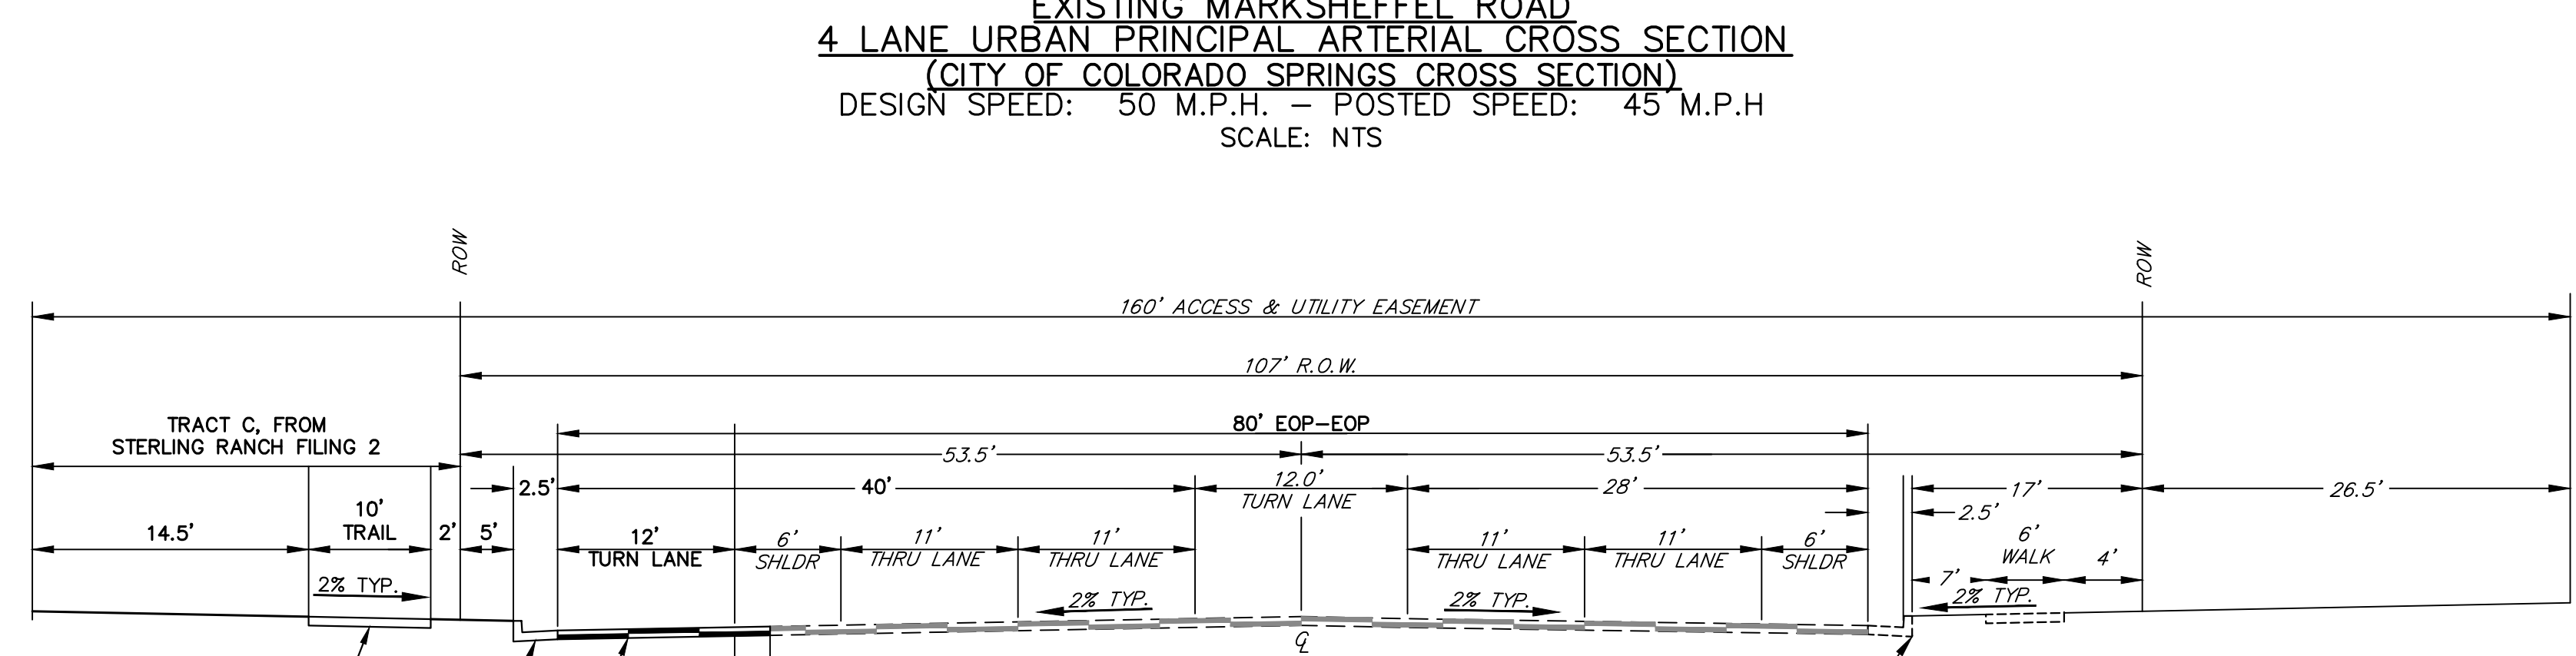 EXISTING MARKSHEFFEL ROAD
4 LANE URBAN PRINCIPAL ARTERIAL CROSS SECTION
(CITY OF COLORADO SPRINGS CROSS SECTION)
DESIGN SPEED: 50 M.P.H. – POSTED SPEED: 45 M.P.H
SCALE: NTS
ROW
ROW
160' ACCESS & UTILITY EASEMENT
107' R.O.W.
TRACT C, FROM
STERLING RANCH FILING 2
80' EOP-EOP
53.5'
53.5'
2.5'
40'
12.0'
TURN LANE
28'
17'
26.5'
2.5'
14.5'
10'
TRAIL
2'
5'
12'
TURN LANE
6'
SHLDR
11'
THRU LANE
11'
THRU LANE
11'
THRU LANE
11'
THRU LANE
6'
SHLDR
6'
WALK
7'
4'
2% TYP.
2% TYP.
2% TYP.
2% TYP.
℄